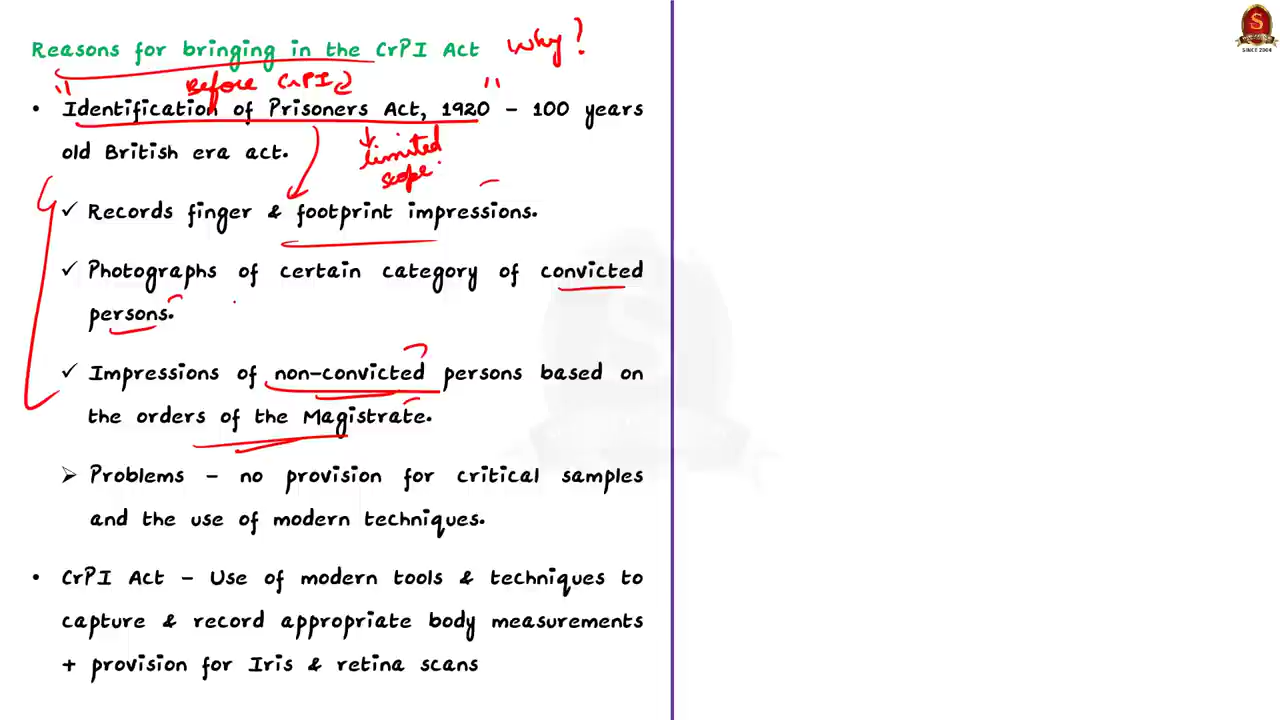 Reasons for bringing in the CrPI Act why?
Before CrPI
• Identification of Prisoners Act, 1920 - 100 years
old British era act.
limited
scope
✓ Records finger & footprint impressions.
✓ Photographs of certain category of convicted
persons.
✓ Impressions of non-convicted persons based on
the orders of the Magistrate.
➢ Problems - no provision for critical samples
and the use of modern techniques.
• CrPI Act - Use of modern tools & techniques to
capture & record appropriate body measurements
+ provision for Iris & retina scans
SINCE 2004